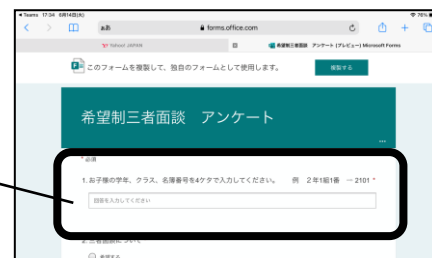 Teams 17:34 6月14日(火)
76%
ぁあ
forms.office.com
Yahoo! JAPAN
希望制三者面談 アンケート (プレビュー) Microsoft Forms
このフォームを複製して、独自のフォームとして使用します。
複製する
希望制三者面談 アンケート
...
* 必須
1. お子様の学年、クラス、名簿番号を4ケタで入力してください。 例 2年1組1番 → 2101 *
回答を入力してください
2. 三者面談について
希望する